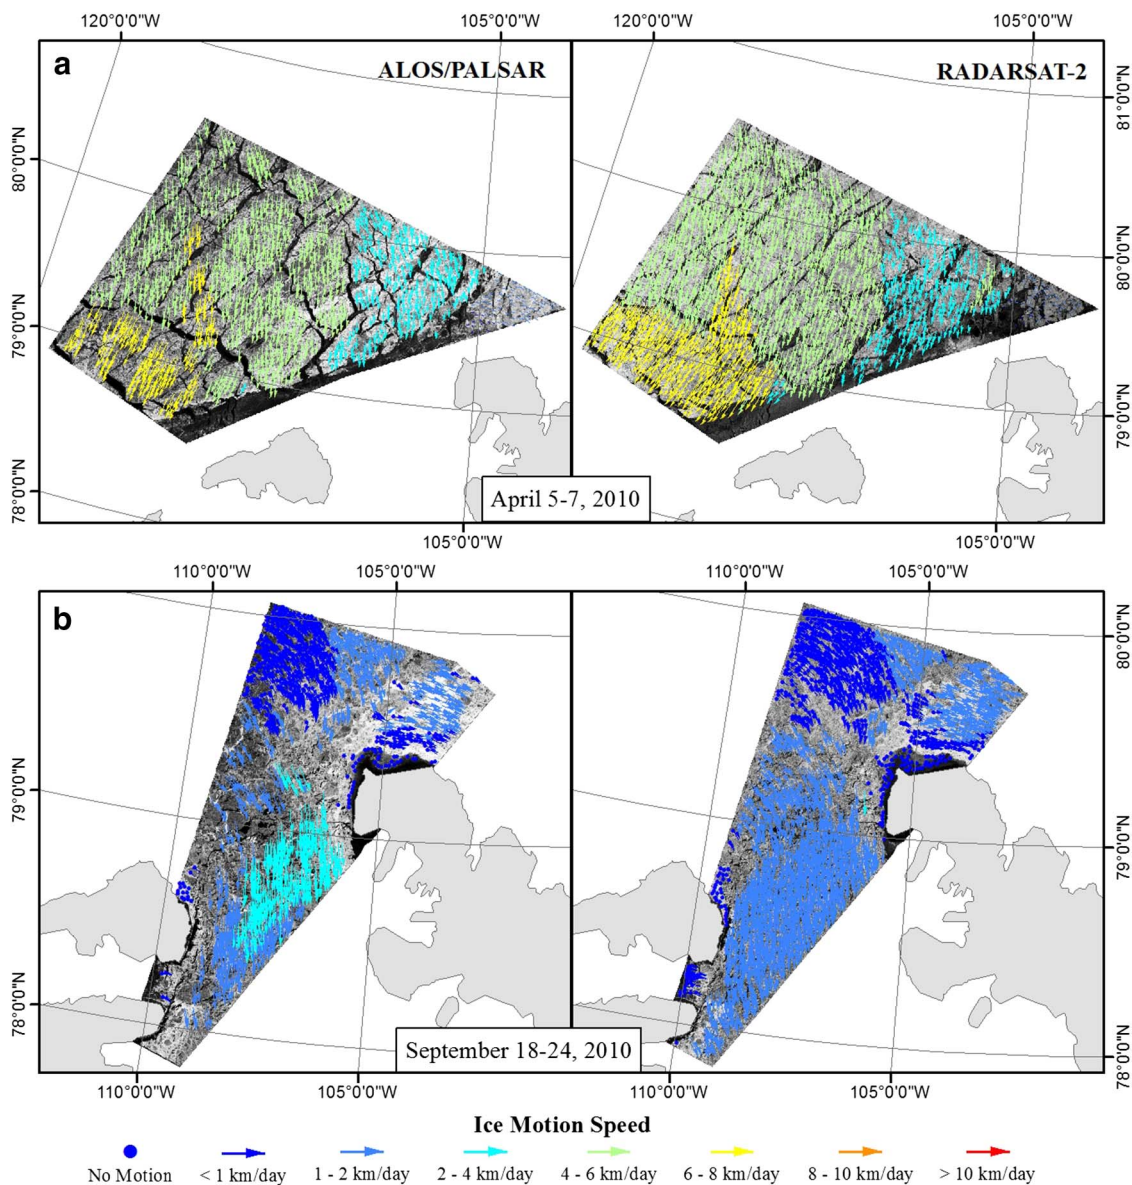 120°0'0"W 105°0'0"W 120°0'0"W 105°0'0"W
a ALOS/PALSAR RADARSAT-2
81°0'0"N
80°0'0"N
80°0'0"N
79°0'0"N
79°0'0"N
78°0'0"N
April 5-7, 2010
105°0'0"W 105°0'0"W
110°0'0"W 105°0'0"W 110°0'0"W 105°0'0"W
b
80°0'0"N
79°0'0"N
79°0'0"N
78°0'0"N
78°0'0"N
September 18-24, 2010
110°0'0"W 105°0'0"W 110°0'0"W 105°0'0"W
Ice Motion Speed
No Motion < 1 km/day 1 - 2 km/day 2 - 4 km/day 4 - 6 km/day 6 - 8 km/day 8 - 10 km/day > 10 km/day